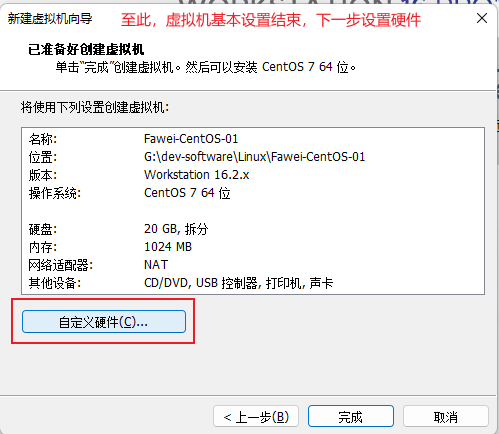 新建虚拟机向导
至此，虚拟机基本设置结束，下一步设置硬件
已准备好创建虚拟机
单击“完成”创建虚拟机。然后可以安装 CentOS 7 64 位。
将使用下列设置创建虚拟机:
名称: Fawei-CentOS-01
位置: G:\dev-software\Linux\Fawei-CentOS-01
版本: Workstation 16.2.x
操作系统: CentOS 7 64 位
硬盘: 20 GB, 拆分
内存: 1024 MB
网络适配器: NAT
其他设备: CD/DVD, USB 控制器, 打印机, 声卡
自定义硬件(C)...
< 上一步(B) 完成 取消